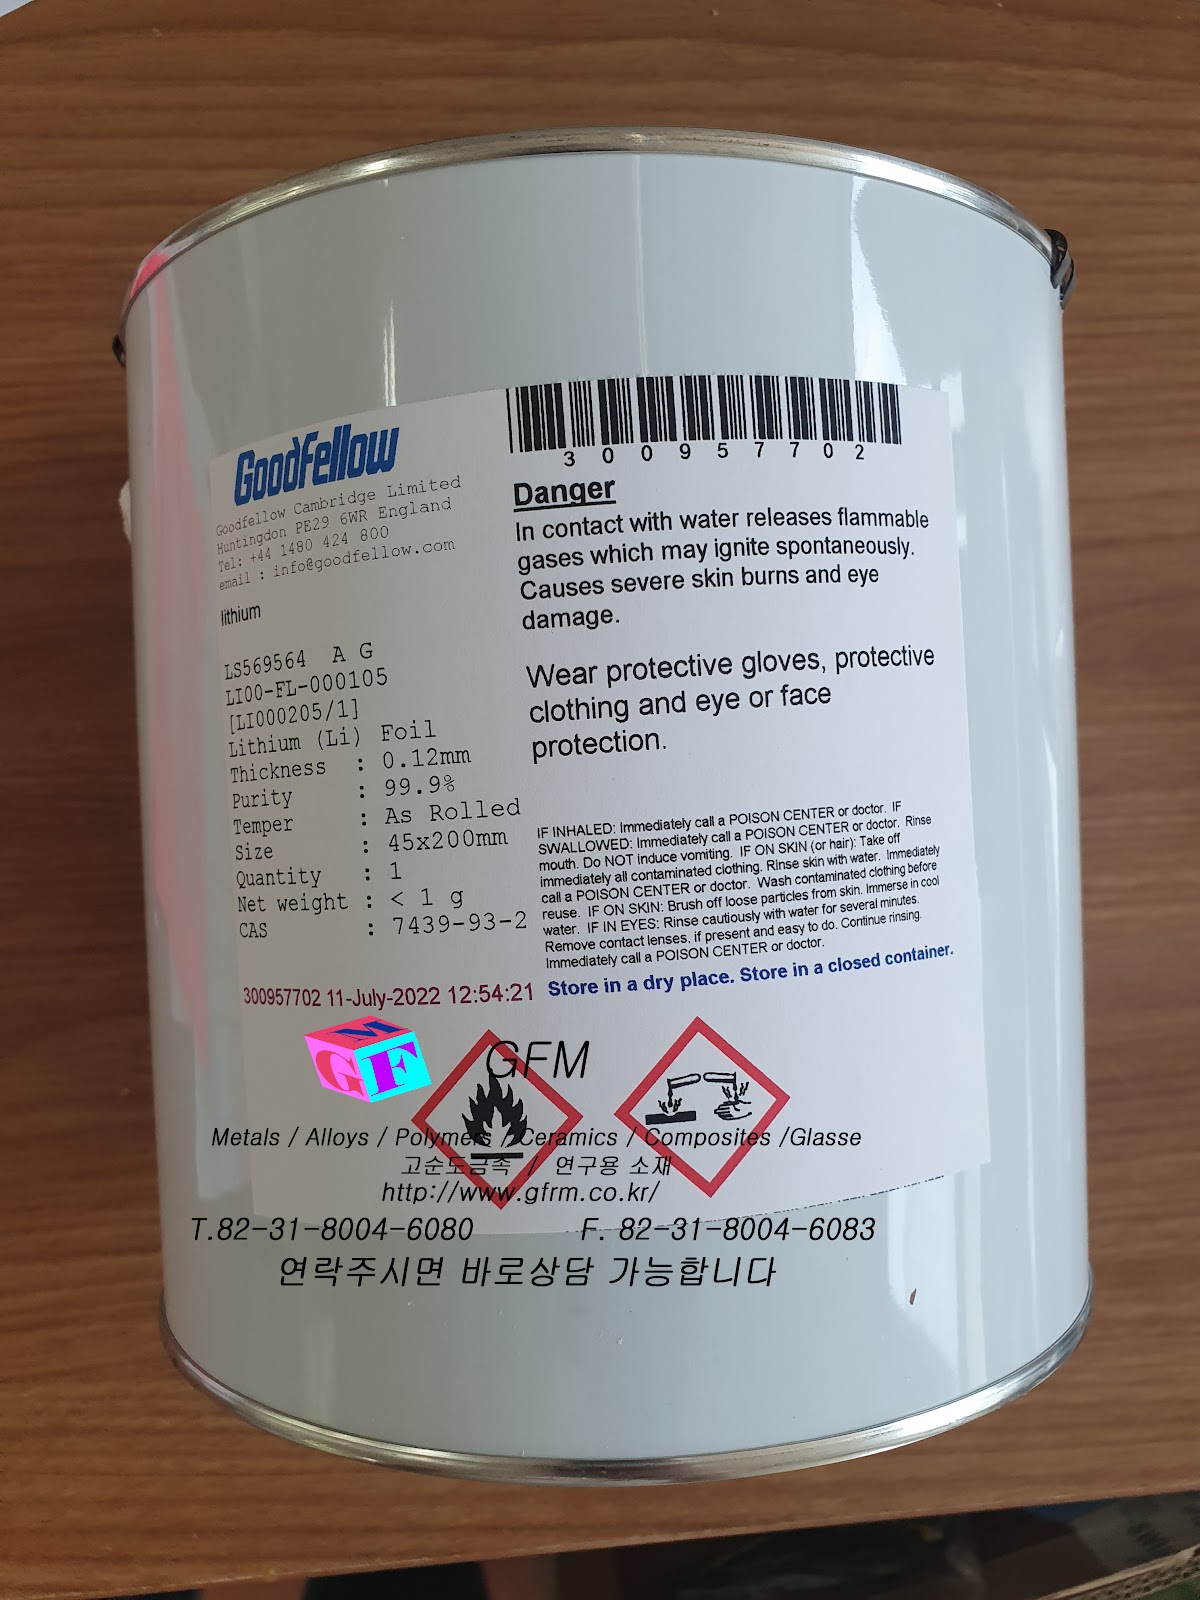 GoodFellow
Goodfellow Cambridge Limited
Huntingdon PE29 6WR England
Tel: +44 1480 424 800
email : info@goodfellow.com
lithium
LS569564 A G
LI00-FL-000105
[LI000205/1]
Lithium (Li) Foil
Thickness : 0.12mm
Purity : 99.9%
Temper : As Rolled
Size : 45x200mm
Quantity : 1
Net weight : < 1 g
CAS : 7439-93-2
300957702 11-July-2022 12:54:21
300957702
Danger
In contact with water releases flammable
gases which may ignite spontaneously.
Causes severe skin burns and eye
damage.
Wear protective gloves, protective
clothing and eye or face
protection.
IF INHALED: Immediately call a POISON CENTER or doctor. IF
SWALLOWED: Immediately call a POISON CENTER or doctor. Rinse
mouth. Do NOT induce vomiting. IF ON SKIN (or hair): Take off
immediately all contaminated clothing. Rinse skin with water. Immediately
call a POISON CENTER or doctor. Wash contaminated clothing before
reuse. IF ON SKIN: Brush off loose particles from skin. Immerse in cool
water. IF IN EYES: Rinse cautiously with water for several minutes.
Remove contact lenses, if present and easy to do. Continue rinsing.
Immediately call a POISON CENTER or doctor.
Store in a dry place. Store in a closed container.
GFM
GFM
Metals / Alloys / Polymers / Ceramics / Composites /Glasse
고순도금속 / 연구용 소재
http://www.gfrm.co.kr/
T.82-31-8004-6080 F. 82-31-8004-6083
연락주시면 바로상담 가능합니다